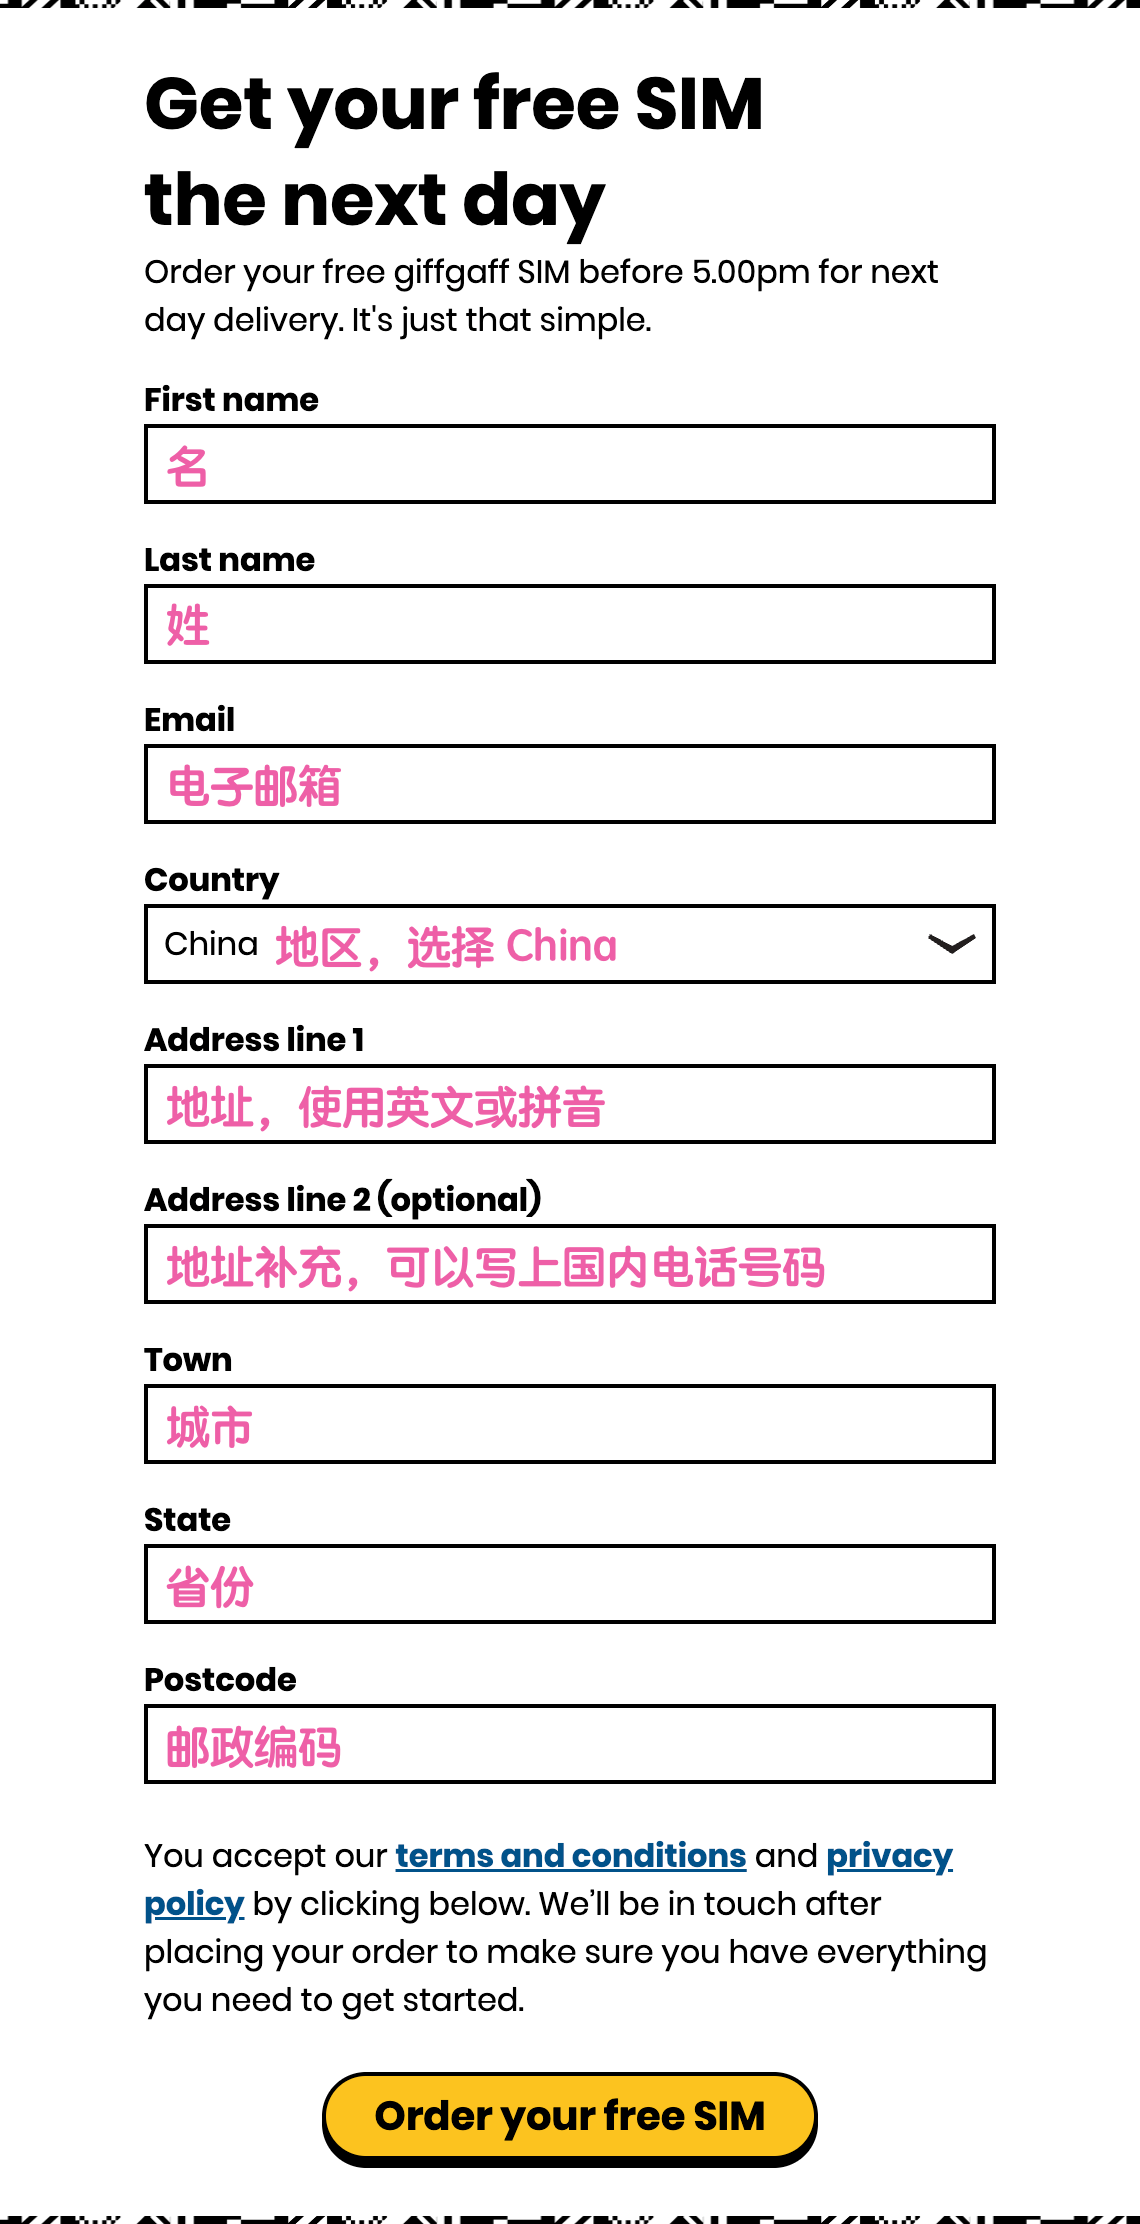 Get your free SIM
the next day
Order your free giffgaff SIM before 5.00pm for next
day delivery. It's just that simple.
First name
名
Last name
姓
Email
电子邮箱
Country
China 地区，选择 China
Address line 1
地址，使用英文或拼音
Address line 2 (optional)
地址补充，可以写上国内电话号码
Town
城市
State
省份
Postcode
邮政编码
You accept our terms and conditions and privacy
policy by clicking below. We’ll be in touch after
placing your order to make sure you have everything
you need to get started.
Order your free SIM